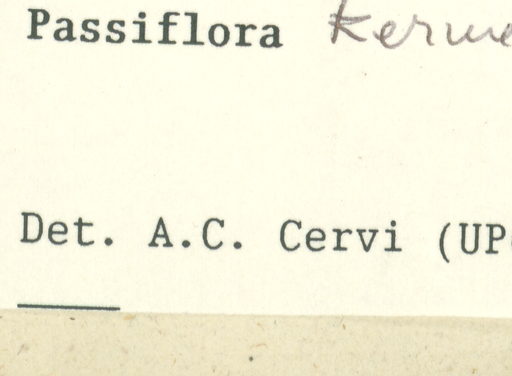 Passiflora
Det. A.C. Cervi (UP